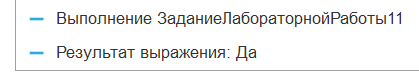 Выполнение ЗаданиеЛабораторнойРаботы11
Результат выражения: Да